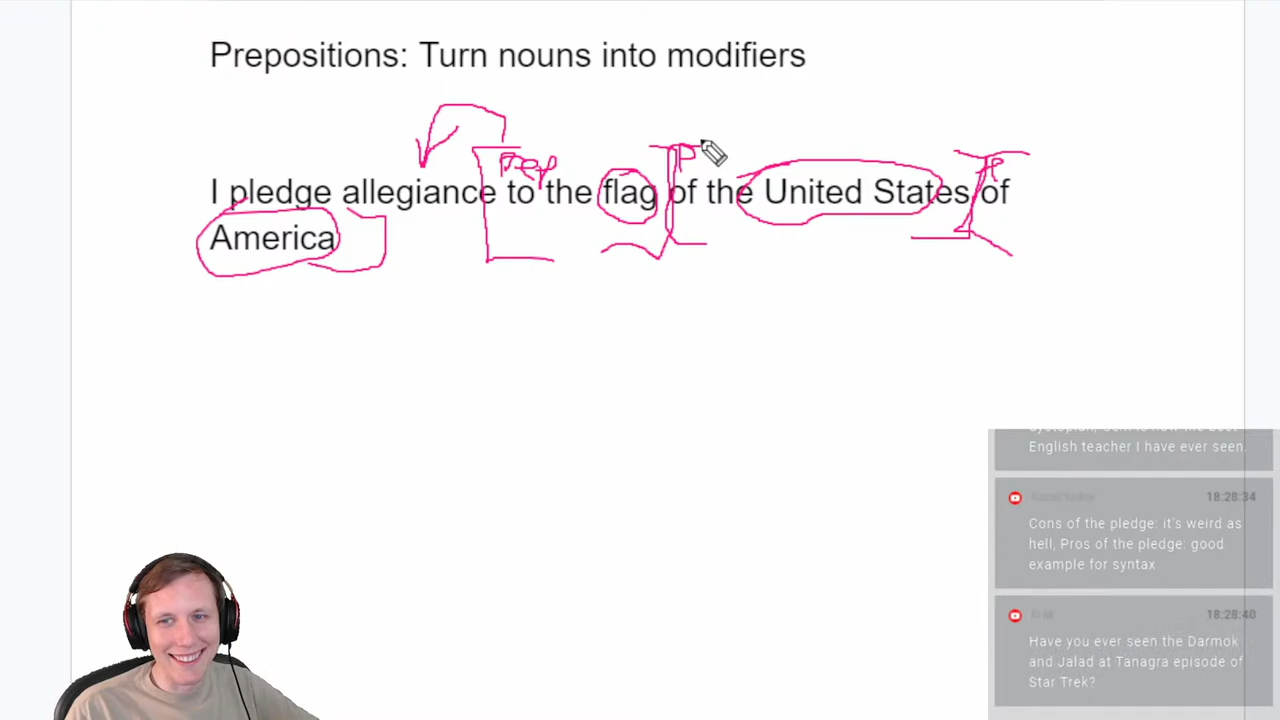 Prepositions: Turn nouns into modifiers
Prep
P
P
I pledge allegiance to the flag of the United States of
America
English teacher I have ever seen.
18:28:34
Cons of the pledge: it's weird as
hell, Pros of the pledge: good
example for syntax
18:28:40
Have you ever seen the Darmok
and Jalad at Tanagra episode of
Star Trek?